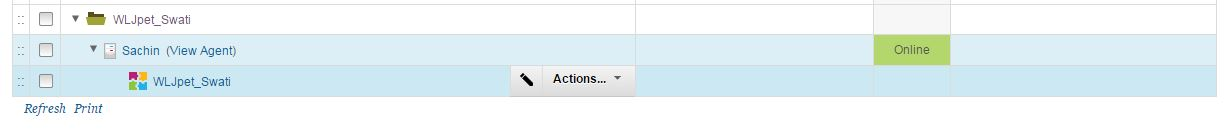 WLJpet_Swati
Sachin (View Agent) Online
WLJpet_Swati Actions...
Refresh Print